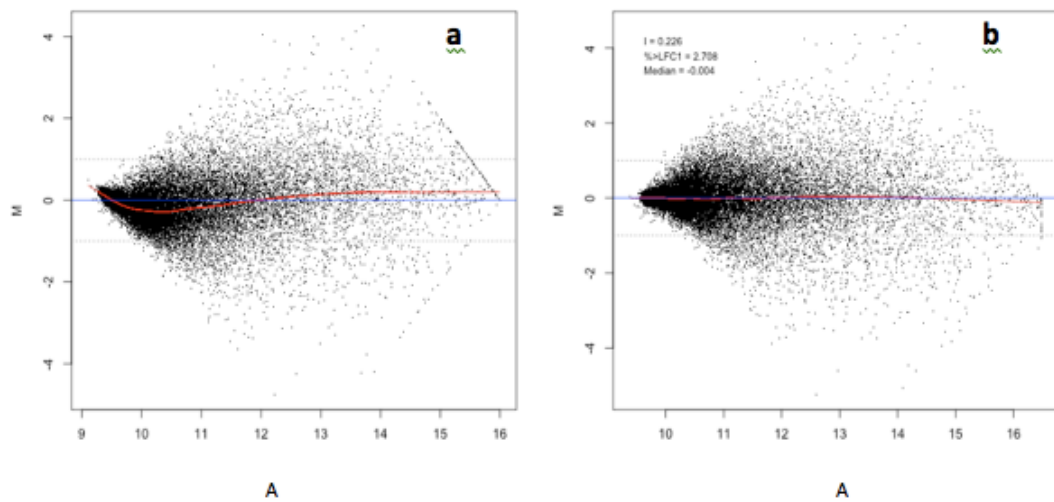 a
4
2
0
-2
-4
M
9 10 11 12 13 14 15 16
A
b
I = 0.226
%>LFC1 = 2.708
Median = -0.004
4
2
0
-2
-4
M
10 11 12 13 14 15 16
A